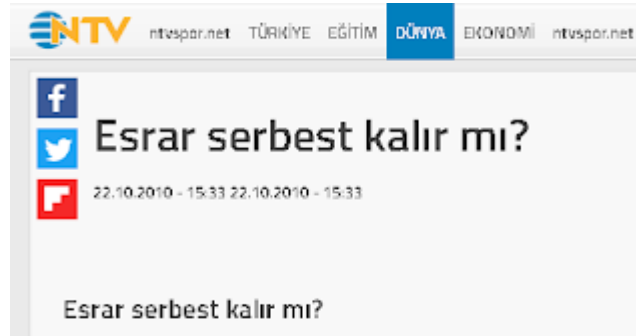 NTV ntvspor.net TÜRKİYE EĞİTİM DÜNYA EKONOMİ ntvspor.net
Esrar serbest kalır mı?
22.10.2010 - 15:33 22.10.2010 - 15:33
Esrar serbest kalır mı?